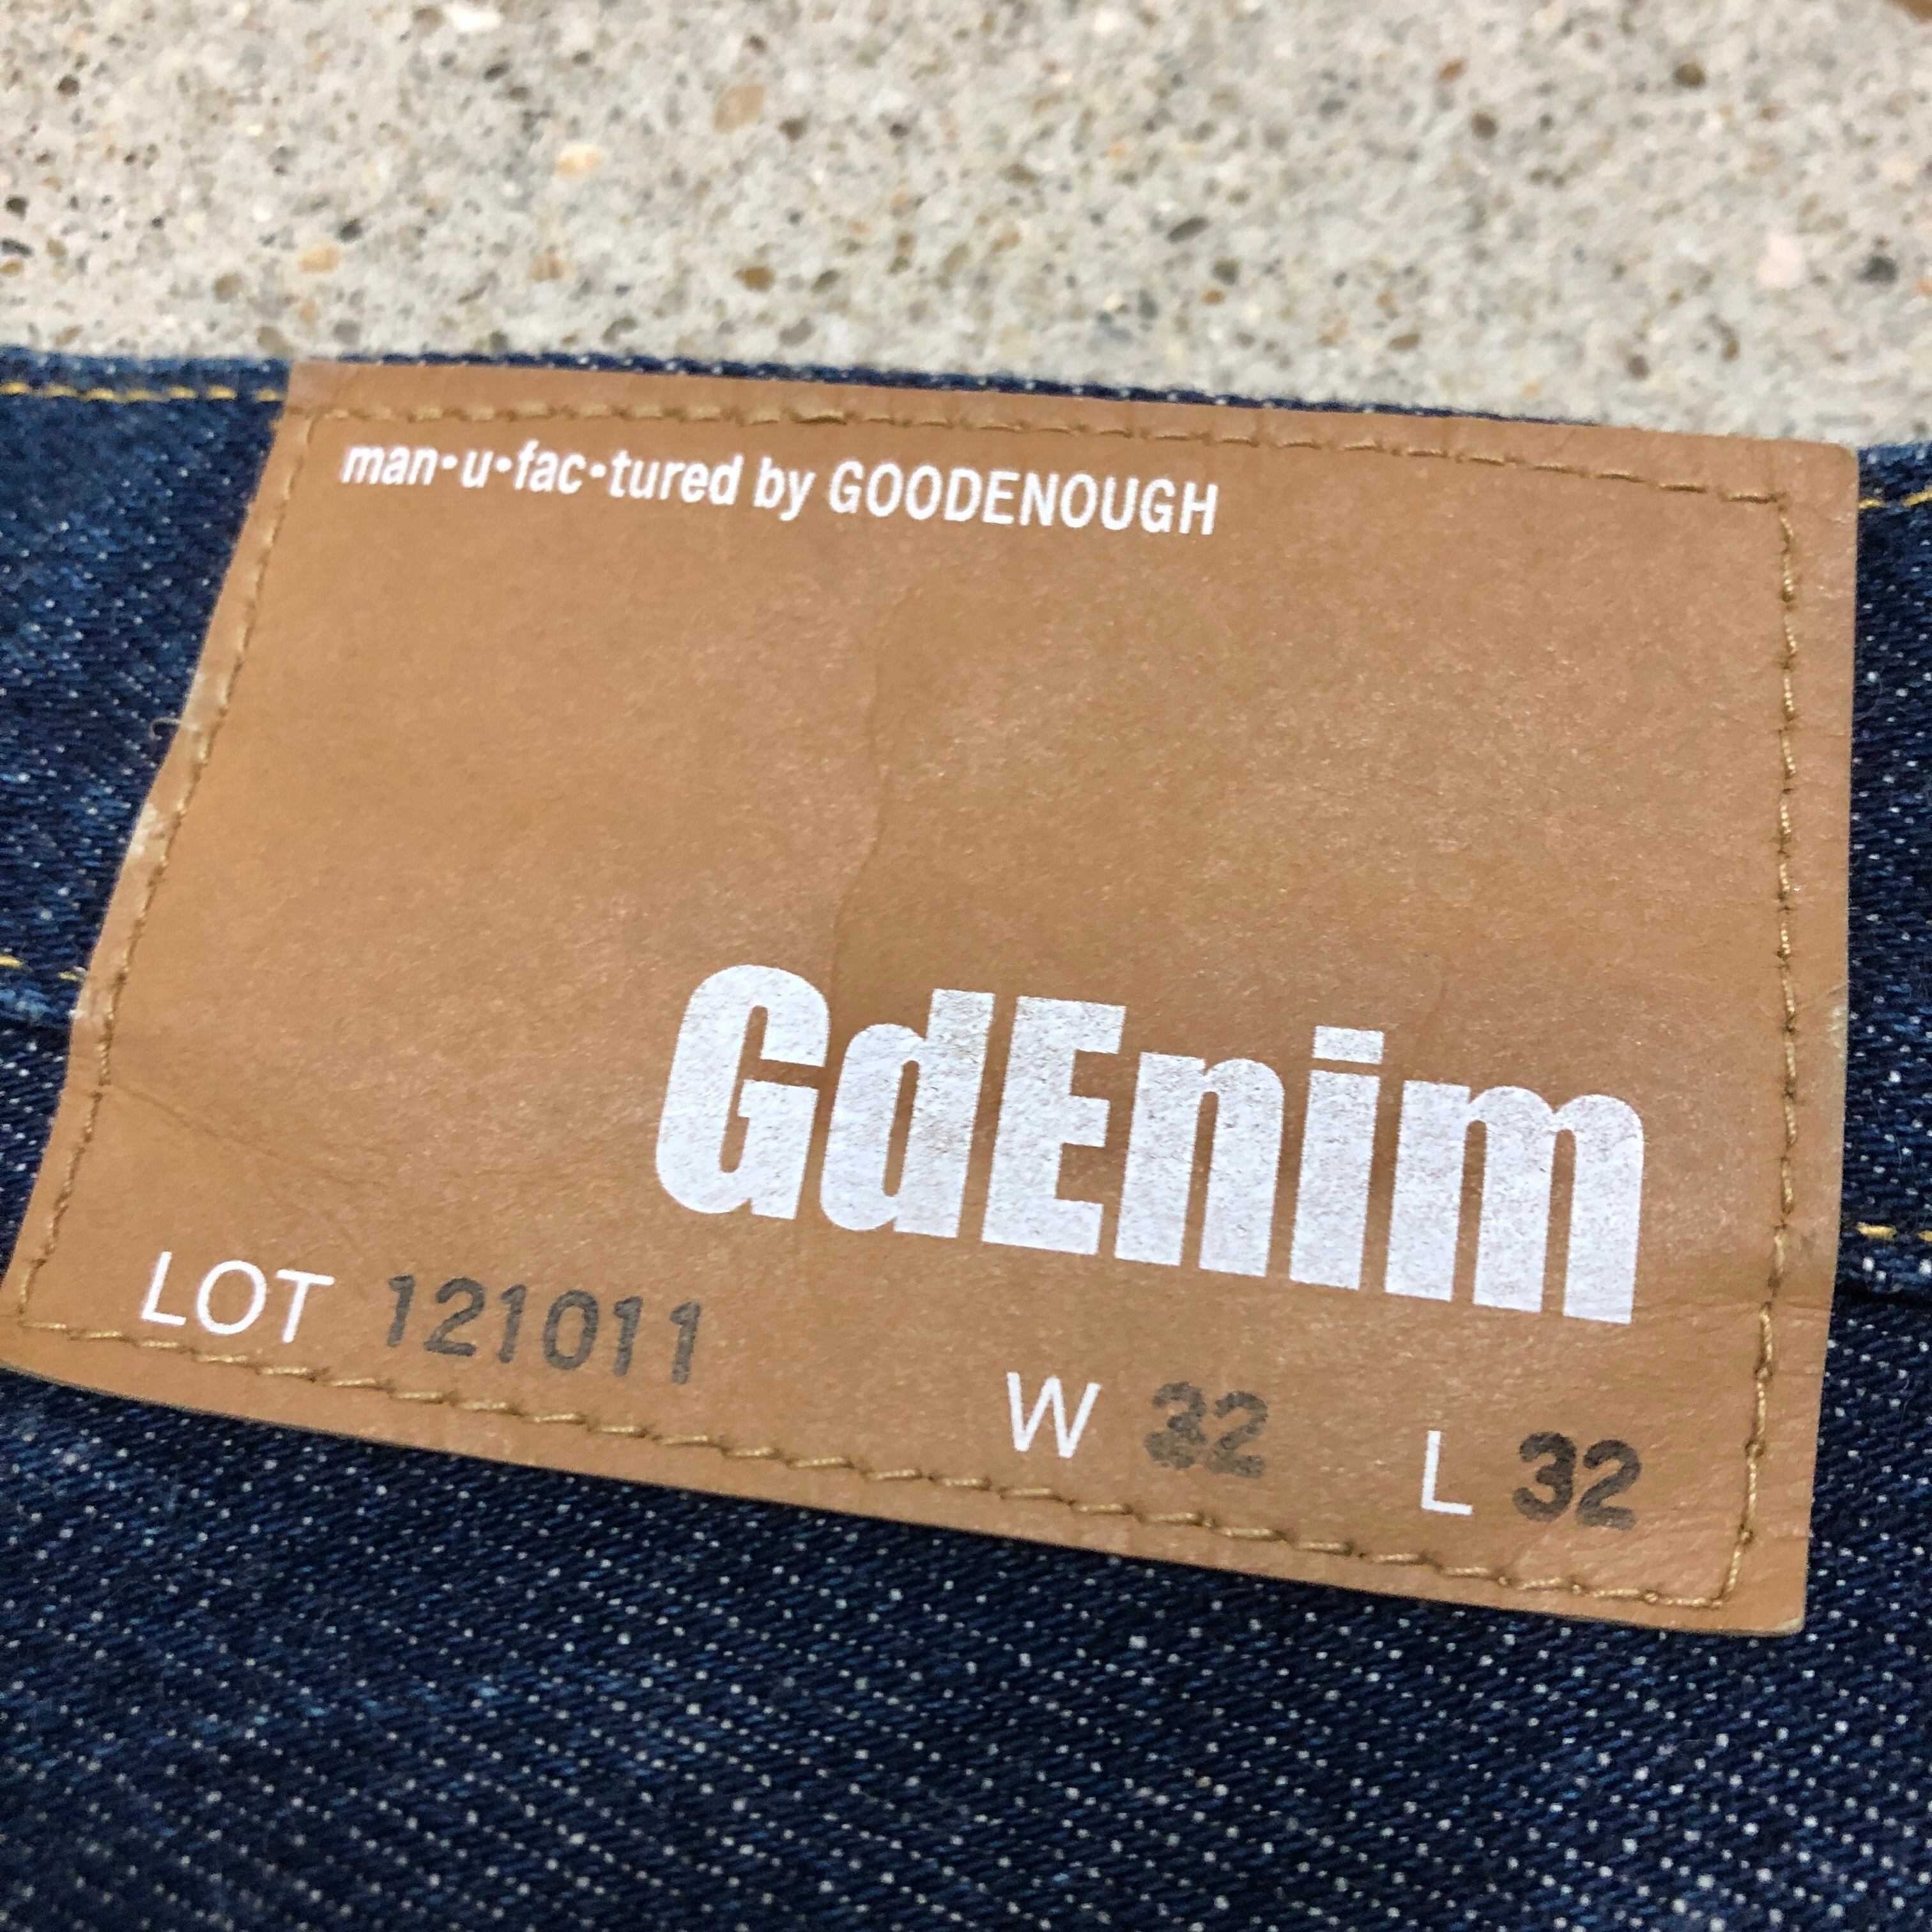 man•u•fac•tured by GOODENOUGH
GdEnim
LOT 121011
W 32 L 32